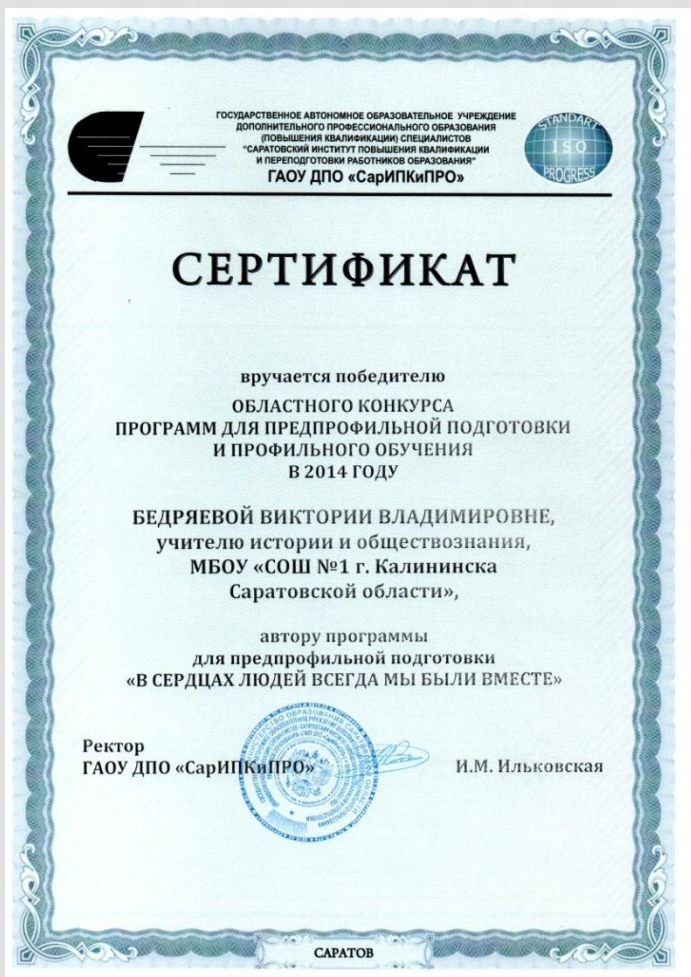 ГОСУДАРСТВЕННОЕ АВТОНОМНОЕ ОБРАЗОВАТЕЛЬНОЕ УЧРЕЖДЕНИЕ
ДОПОЛНИТЕЛЬНОГО ПРОФЕССИОНАЛЬНОГО ОБРАЗОВАНИЯ
(ПОВЫШЕНИЯ КВАЛИФИКАЦИИ) СПЕЦИАЛИСТОВ
"САРАТОВСКИЙ ИНСТИТУТ ПОВЫШЕНИЯ КВАЛИФИКАЦИИ
И ПЕРЕПОДГОТОВКИ РАБОТНИКОВ ОБРАЗОВАНИЯ"
ГАОУ ДПО «СарИПКиПРО»
STANDART
ISO
PROGRESS
СЕРТИФИКАТ
вручается победителю
ОБЛАСТНОГО КОНКУРСА
ПРОГРАММ ДЛЯ ПРЕДПРОФИЛЬНОЙ ПОДГОТОВКИ
И ПРОФИЛЬНОГО ОБУЧЕНИЯ
В 2014 ГОДУ
БЕДРЯЕВОЙ ВИКТОРИИ ВЛАДИМИРОВНЕ,
учителю истории и обществознания,
МБОУ «СОШ №1 г. Калининска
Саратовской области»,
автору программы
для предпрофильной подготовки
«В СЕРДЦАХ ЛЮДЕЙ ВСЕГДА МЫ БЫЛИ ВМЕСТЕ»
Ректор
ГАОУ ДПО «СарИПКиПРО»
И.М. Ильковская
САРАТОВ